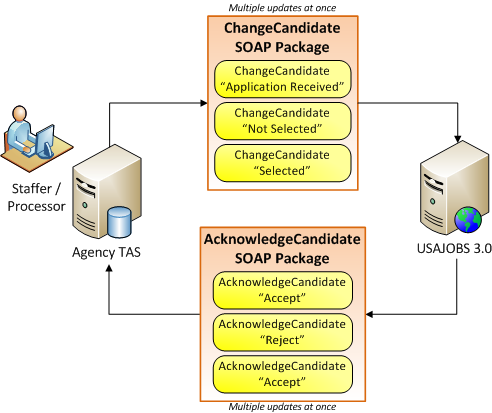 Multiple updates at once
ChangeCandidate
SOAP Package
ChangeCandidate
“Application Received”
ChangeCandidate
“Not Selected”
ChangeCandidate
“Selected”
Staffer /
Processor
Agency TAS
USAJOBS 3.0
AcknowledgeCandidate
SOAP Package
AcknowledgeCandidate
“Accept”
AcknowledgeCandidate
“Reject”
AcknowledgeCandidate
“Accept”
Multiple updates at once